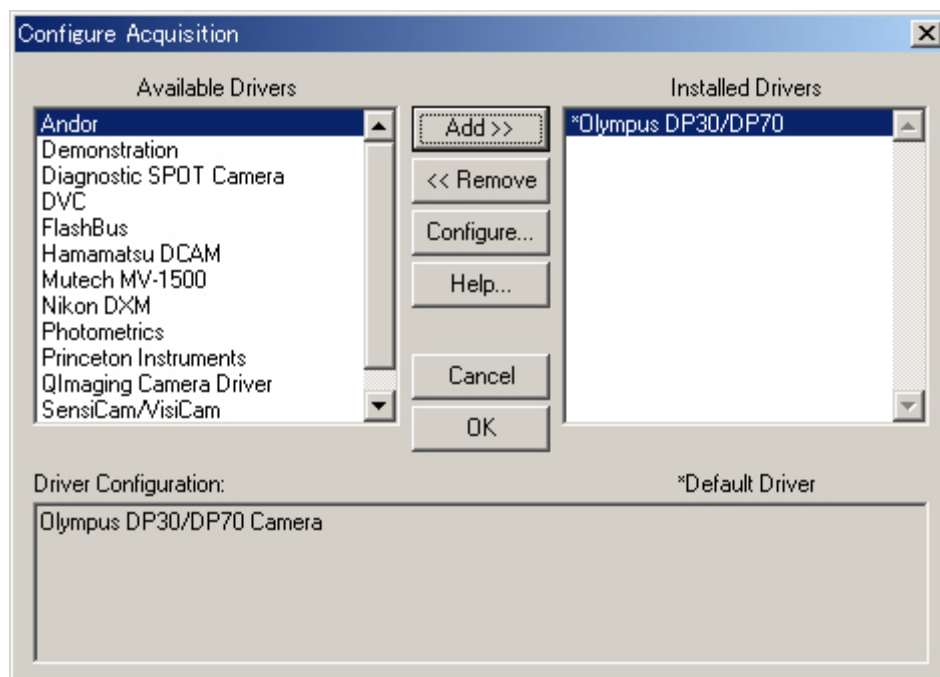 Configure Acquisition
Available Drivers
Installed Drivers
Andor
Demonstration
Diagnostic SPOT Camera
DVC
FlashBus
Hamamatsu DCAM
Mutech MV-1500
Nikon DXM
Photometrics
Princeton Instruments
QImaging Camera Driver
SensiCam/VisiCam
Add >>
<< Remove
Configure...
Help...
Cancel
OK
*Olympus DP30/DP70
Driver Configuration:
*Default Driver
Olympus DP30/DP70 Camera